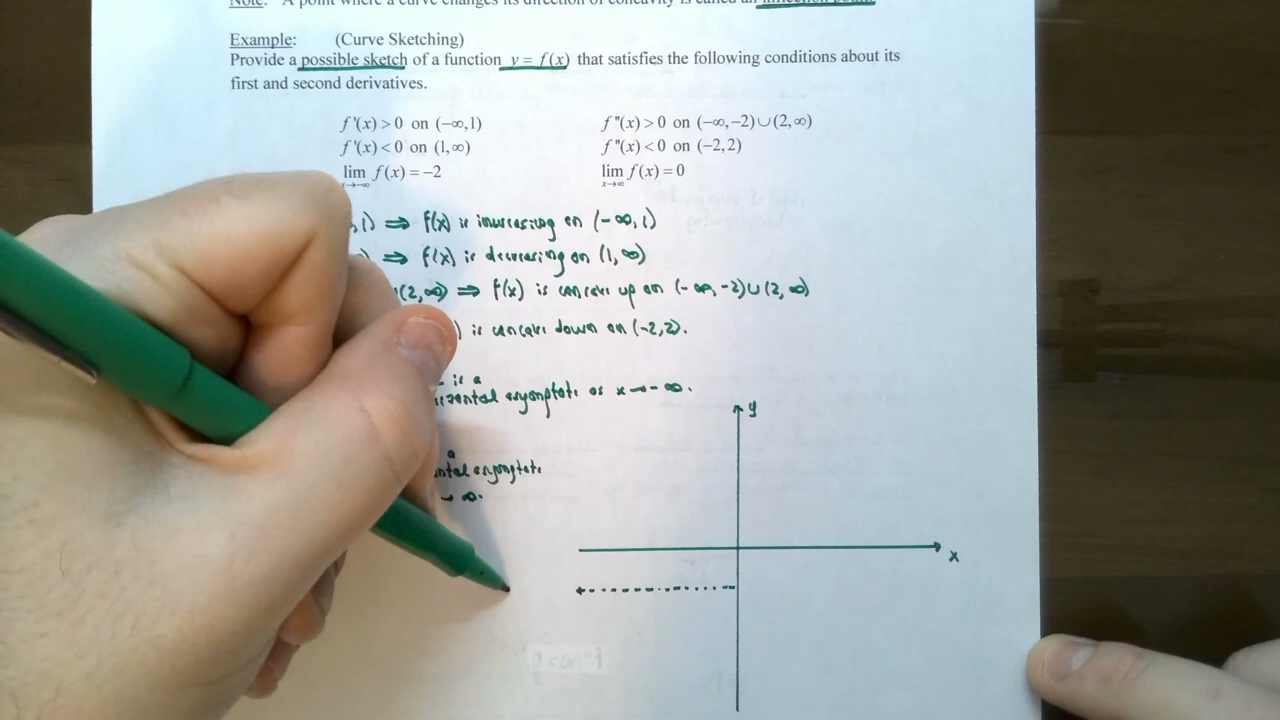 Note: A point where a curve changes its direction of concavity is called an inflection point.
Example: (Curve Sketching)
Provide a possible sketch of a function y = f(x) that satisfies the following conditions about its
first and second derivatives.
f'(x) > 0 on (−∞,1) f"(x) > 0 on (−∞,−2)∪(2,∞)
f'(x) < 0 on (1,∞) f"(x) < 0 on (−2,2)
lim f(x) = −2 lim f(x) = 0
x→−∞ x→∞
,1) ⇒ f(x) is increasing on (-∞,1)
) ⇒ f(x) is decreasing on (1,∞)
(2,∞) ⇒ f(x) is concave up on (-∞,-2)∪(2,∞)
) is concave down on (-2,2).
is a
asymptote as x→-∞.
y
a
asymptote
→ ∞.
x